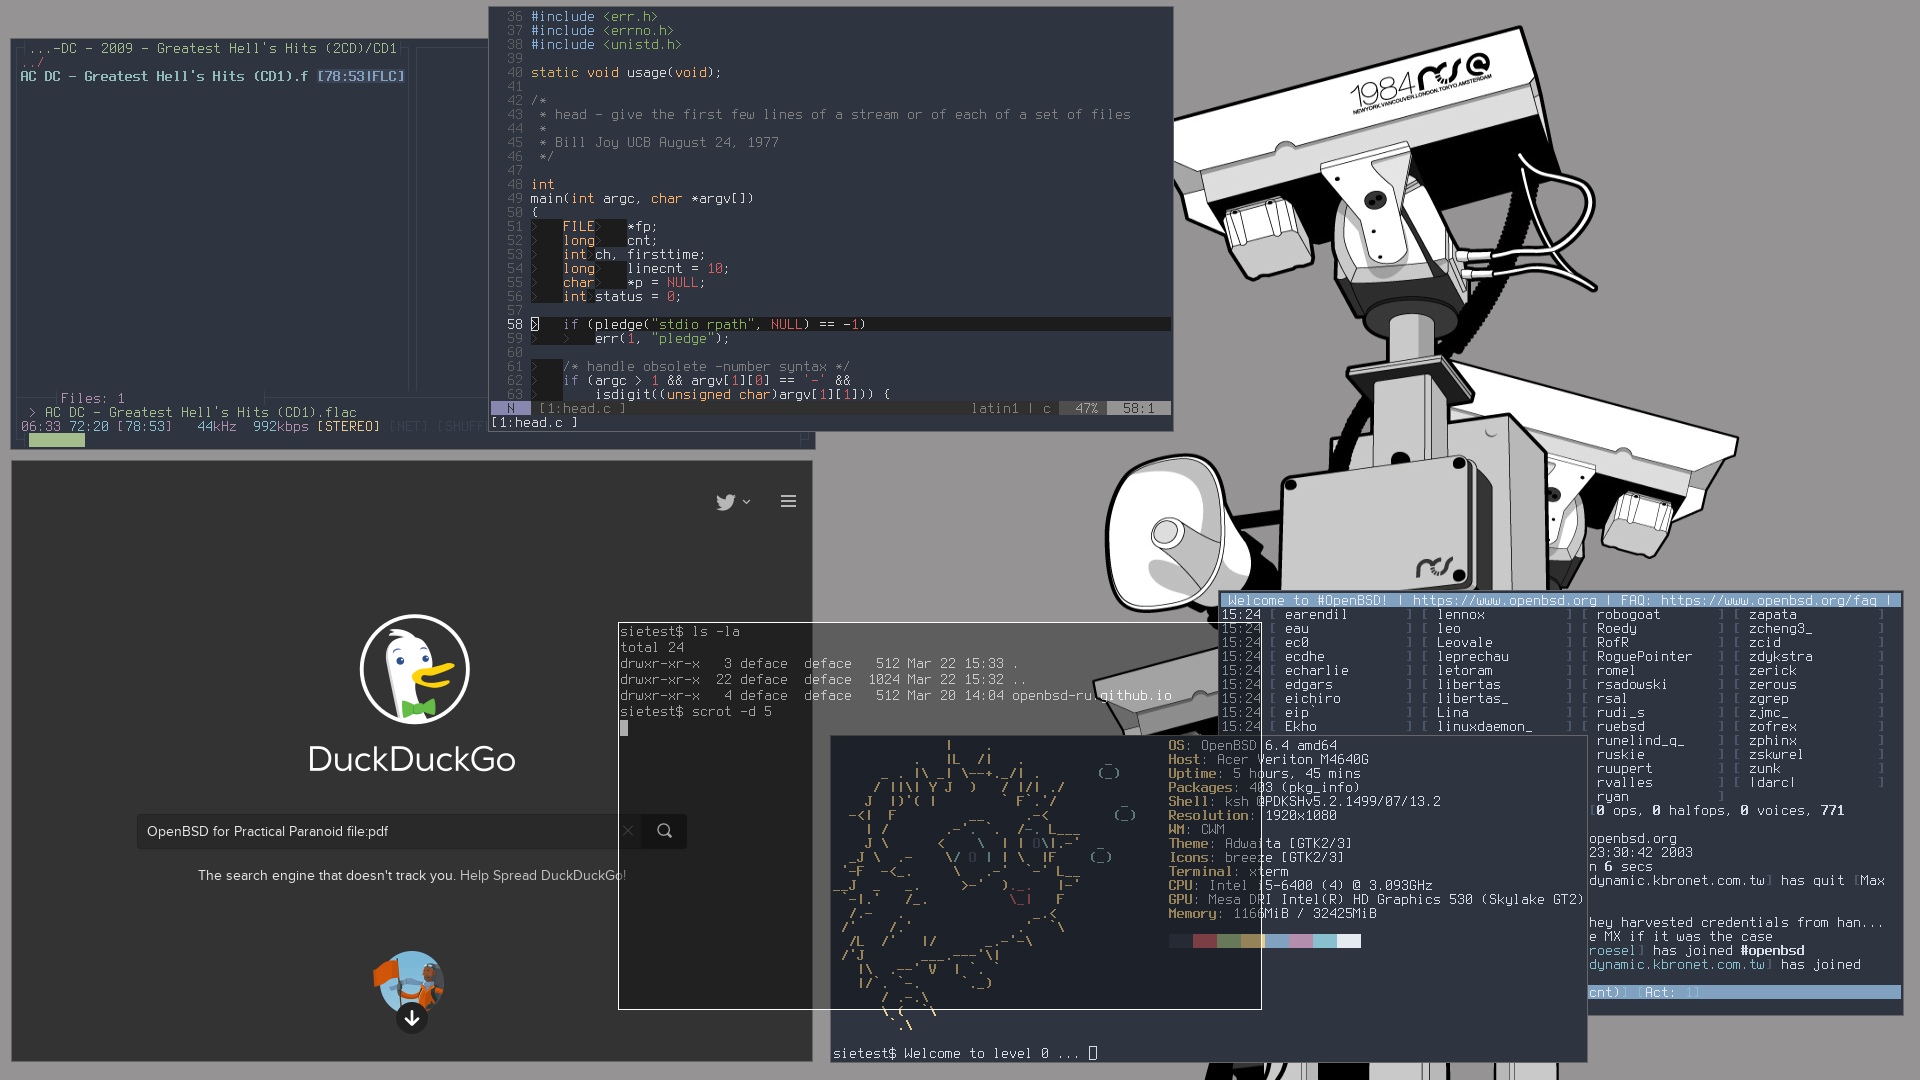 ...-DC - 2009 - Greatest Hell's Hits (2CD)/CD1
../
AC DC - Greatest Hell's Hits (CD1).f [78:53|FLC]
Files: 1
> AC DC - Greatest Hell's Hits (CD1).flac
06:33 72:20 [78:53] 44kHz 992kbps [STEREO] [NET] [SHUFF
36 #include <err.h>
37 #include <errno.h>
38 #include <unistd.h>
39
40 static void usage(void);
41
42 /*
43 * head - give the first few lines of a stream or of each of a set of files
44 *
45 * Bill Joy UCB August 24, 1977
46 */
47
48 int
49 main(int argc, char *argv[])
50 {
51 > FILE> *fp;
52 > long> cnt;
53 > int>ch, firsttime;
54 > long> linecnt = 10;
55 > char> *p = NULL;
56 > int>status = 0;
57
58 > if (pledge("stdio rpath", NULL) == -1)
59 > > err(1, "pledge");
60
61 > /* handle obsolete -number syntax */
62 > if (argc > 1 && argv[1][0] == '-' &&
63 isdigit((unsigned char)argv[1][1])) {
N [1:head.c ] latin1 | c 47% 58:1
[1:head.c ]
1984 rcs
NEWYORK.VANCOUVER.LONDON.TOKYO.AMSTERDAM
rcs
DuckDuckGo
OpenBSD for Practical Paranoid file:pdf
The search engine that doesn't track you. Help Spread DuckDuckGo!
sietest$ ls -la
total 24
drwxr-xr-x 3 deface deface 512 Mar 22 15:33 .
drwxr-xr-x 22 deface deface 1024 Mar 22 15:32 ..
drwxr-xr-x 4 deface deface 512 Mar 20 14:04 openbsd-ru.github.io
sietest$ scrot -d 5
Welcome to #OpenBSD! | https://www.openbsd.org | FAQ: https://www.openbsd.org/faq |
15:24 [ earendil ] [ lennox ] [ robogoat ] [ zapata ]
15:24 [ eau ] [ leo ] [ Roedy ] [ zcheng3_ ]
15:24 [ ec0 ] [ Leovale ] [ RofR ] [ zcid ]
15:24 [ ecdhe ] [ leprechau ] [ RoguePointer ] [ zdykstra ]
15:24 [ echarlie ] [ letoram ] [ romel ] [ zerick ]
15:24 [ edgars ] [ libertas ] [ rsadowski ] [ zerous ]
15:24 [ eichiro ] [ libertas_ ] [ rsal ] [ zgrep ]
15:24 [ eip` ] [ Lina ] [ rudi_s ] [ zjmc_ ]
15:24 [ Ekho ] [ linuxdaemon_ ] [ ruebsd ] [ zofrex ]
runelind_q_ ] [ zphinx ]
ruskie ] [ zskwrel ]
ruupert ] [ zunk ]
rvalles ] [ |darc| ]
ryan ]
[0 ops, 0 halfops, 0 voices, 771
openbsd.org
23:30:42 2003
n 6 secs
dynamic.kbronet.com.tw] has quit [Max
hey harvested credentials from han...
e MX if it was the case
roesel] has joined #openbsd
dynamic.kbronet.com.tw] has joined
cnt)] [Act: 1]
OS: OpenBSD 6.4 amd64
Host: Acer Veriton M4640G
Uptime: 5 hours, 45 mins
Packages: 403 (pkg_info)
Shell: ksh @PDKSHv5.2.1499/07/13.2
Resolution: 1920x1080
WM: CWM
Theme: Adwaita [GTK2/3]
Icons: breeze [GTK2/3]
Terminal: xterm
CPU: Intel i5-6400 (4) @ 3.093GHz
GPU: Mesa DRI Intel(R) HD Graphics 530 (Skylake GT2)
Memory: 1166MiB / 32425MiB
sietest$ Welcome to level 0 ...